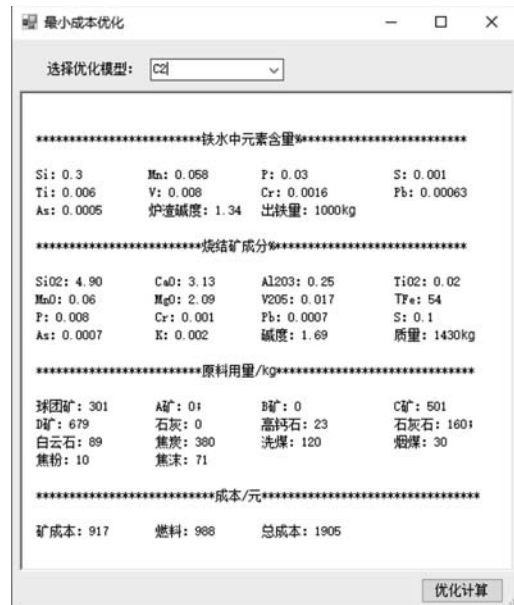 最小成本优化
选择优化模型: C2
*************************铁水中元素含量%*************************
Si: 0.3 Mn: 0.058 P: 0.03 S: 0.001
Ti: 0.006 V: 0.008 Cr: 0.0016 Pb: 0.00063
As: 0.0005 炉渣碱度: 1.34 出铁量: 1000kg
*************************烧结矿成分%*****************************
SiO2: 4.90 CaO: 3.13 Al2O3: 0.25 TiO2: 0.02
MnO: 0.06 MgO: 2.09 V2O5: 0.017 TFe: 54
P: 0.008 Cr: 0.001 Pb: 0.0007 S: 0.1
As: 0.0007 K: 0.002 碱度: 1.69 质量: 1430kg
*************************原料用量/kg******************************
球团矿: 301 A矿: 0; B矿: 0 C矿: 501
D矿: 679 石灰: 0 高钙石: 23 石灰石: 160;
白云石: 89 焦炭: 380 洗煤: 120 烟煤: 30
焦粉: 10 焦末: 71
***************************成本/元*********************************
矿成本: 917 燃料: 988 总成本: 1905
优化计算